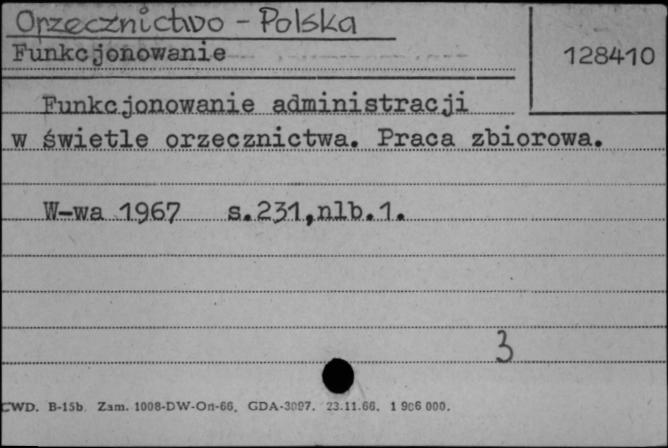 Orzecznictwo - Polska
Funkcjonowanie
128410
Funkcjonowanie administracji
w świetle orzecznictwa. Praca zbiorowa.
W-wa 1967 s.231,nlb.1.
3
CWD. B-15b. Zam. 1008-DW-On-66. GDA-3097. 23.11.66. 1 906 000.